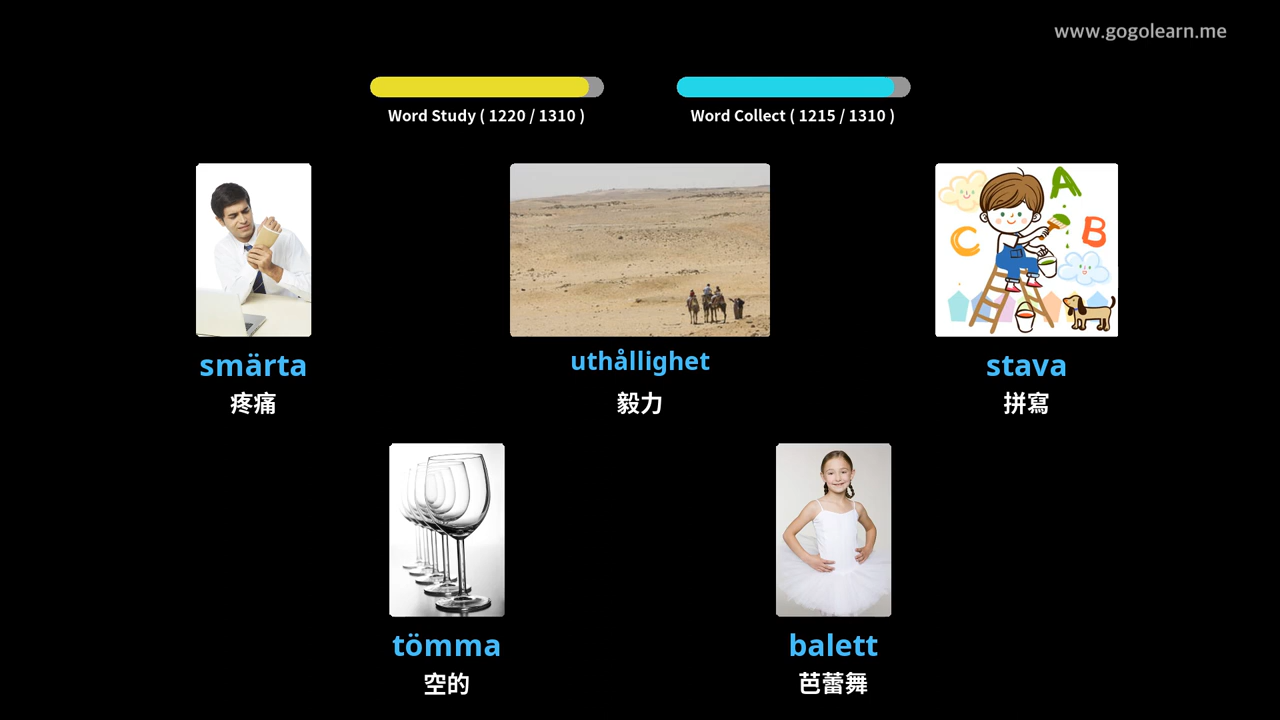 www.gogolearn.me
Word Study ( 1220 / 1310 )
Word Collect ( 1215 / 1310 )
smärta
疼痛
uthållighet
毅力
A
B
C
stava
拼寫
tömma
空的
balett
芭蕾舞